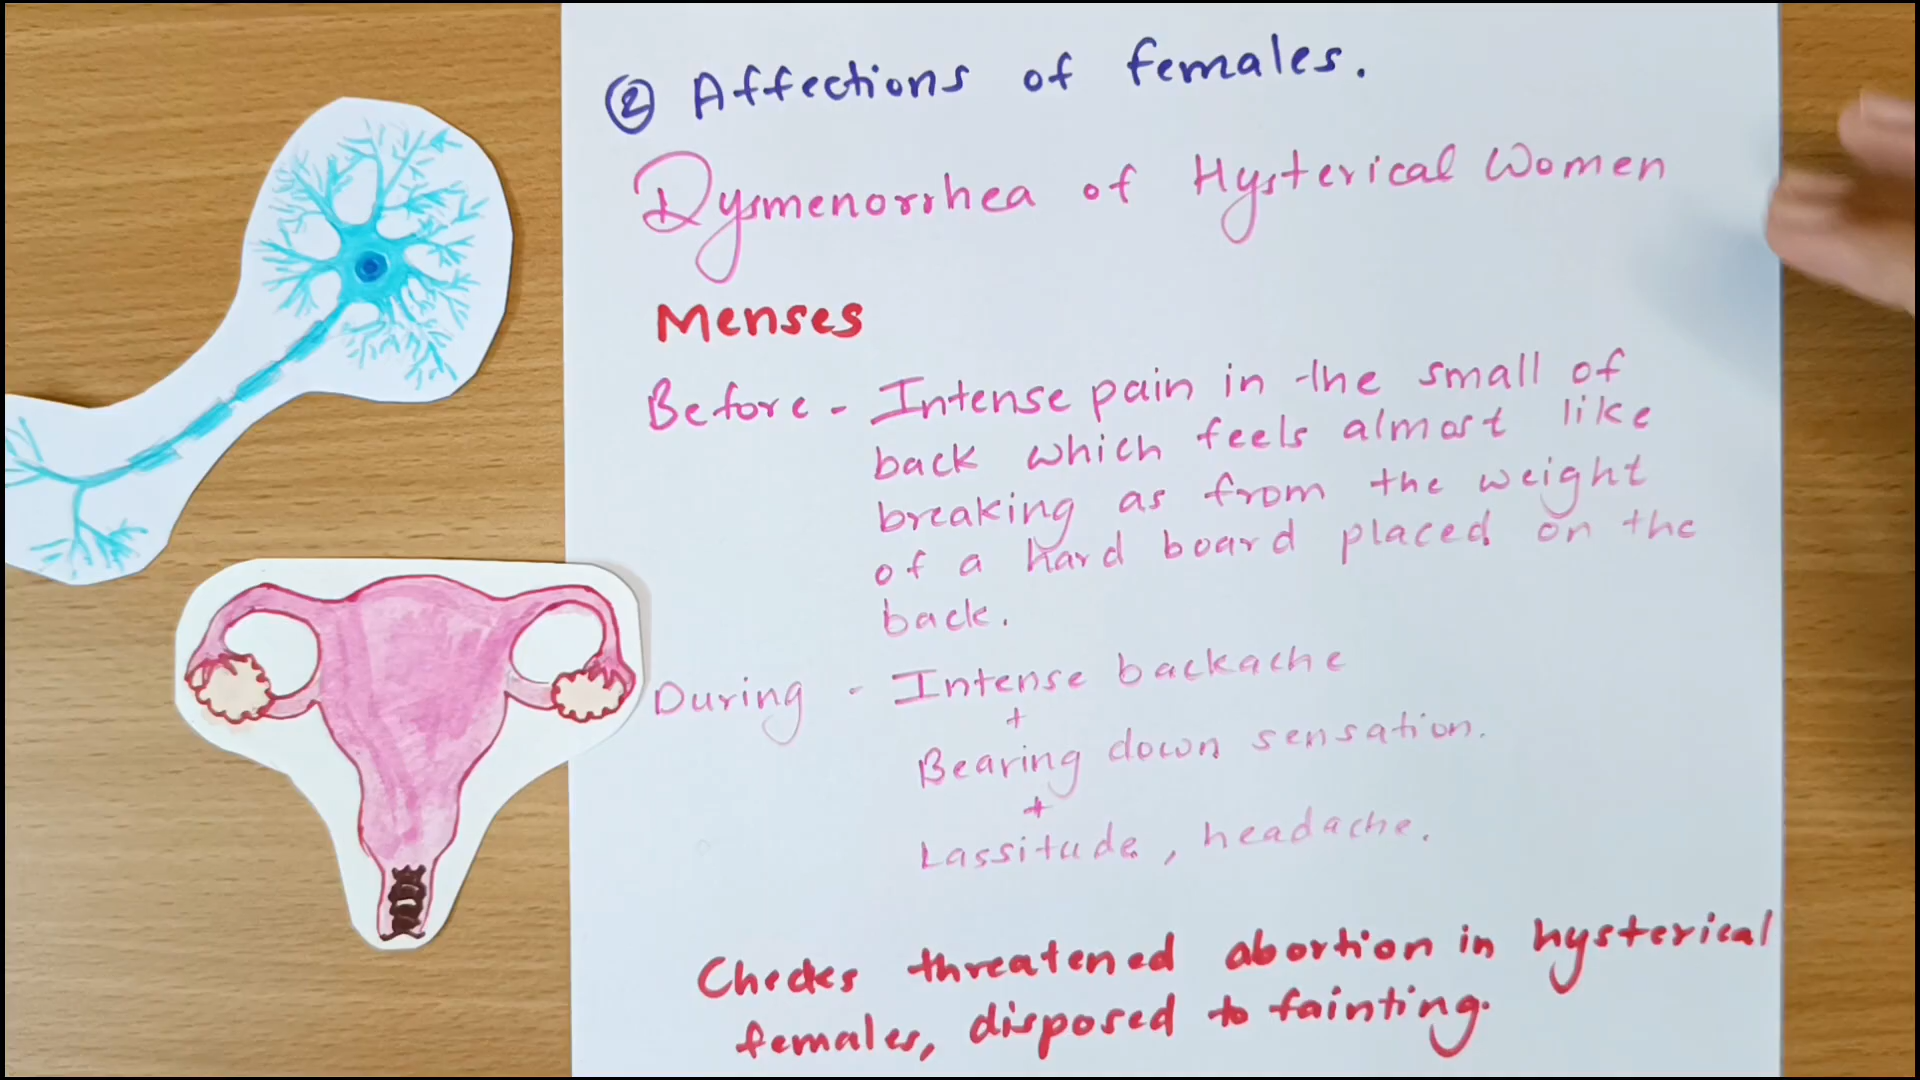 ② Affections of females.
Dysmenorrhea of Hysterical Women
Menses
Before - Intense pain in the small of
back which feels almost like
breaking as from the weight
of a hard board placed on the
back.
During - Intense backache
+
Bearing down sensation.
+
Lassitude, headache.
Checks threatened abortion in hysterical
females, disposed to fainting.